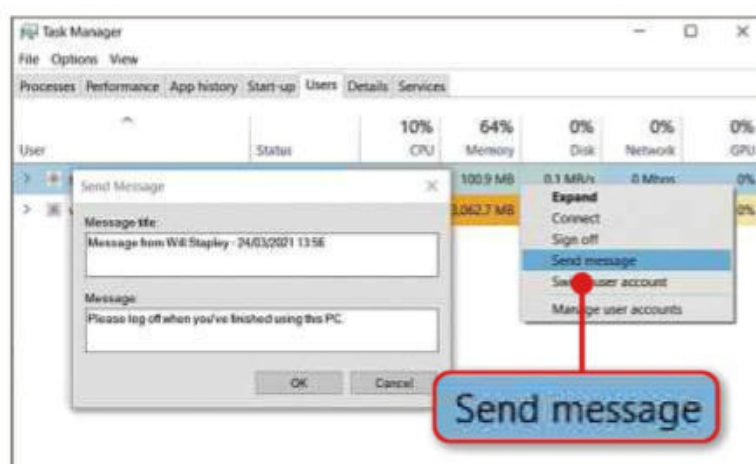 Task Manager
File Options View
Processes Performance App history Start-up Users Details Services
10% 64% 0% 0% 0%
User Status CPU Memory Disk Network GPU
100.9 MB 0.1 MB/s 0 Mbps 0%
3,062.7 MB 0%
Send Message
Message title:
Message from Will Stapley - 24/03/2021 13:56
Message:
Please log off when you've finished using this PC.
OK Cancel
Expand
Connect
Sign off
Send message
user account
Manage user accounts
Send message